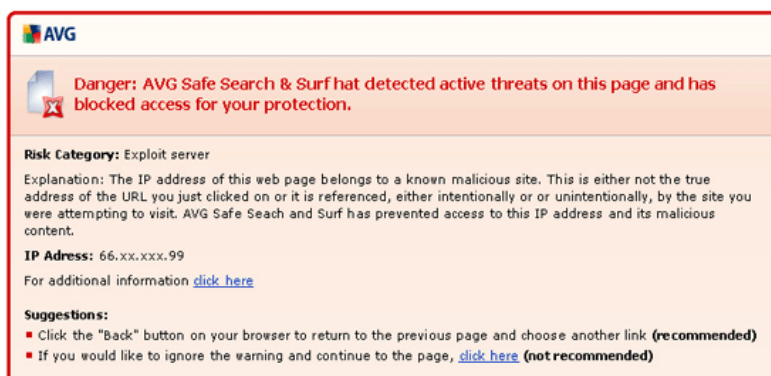 AVG
Danger: AVG Safe Search & Surf hat detected active threats on this page and has
blocked access for your protection.
Risk Category: Exploit server
Explanation: The IP address of this web page belongs to a known malicious site. This is either not the true
address of the URL you just clicked on or it is referenced, either intentionally or or unintentionally, by the site you
were attempting to visit. AVG Safe Seach and Surf has prevented access to this IP address and its malicious
content.
IP Adress: 66.xx.xxx.99
For additional information click here
Suggestions:
Click the "Back" button on your browser to return to the previous page and choose another link (recommended)
If you would like to ignore the warning and continue to the page, click here (not recommended)